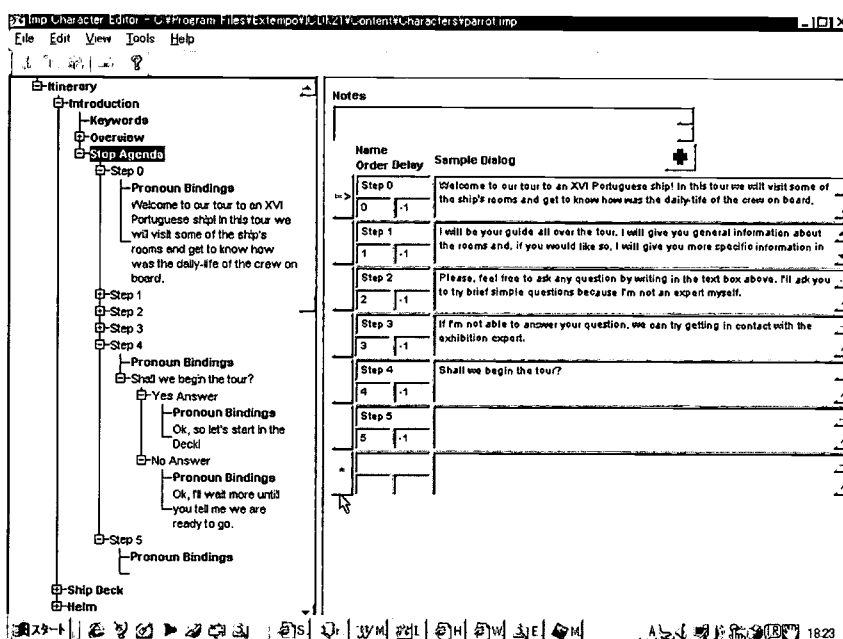 Imp Character Editor - C:¥Program Files¥Extempo¥ICDK21¥Content¥Characters¥parrot.imp
File Edit View Tools Help
Itinerary
Introduction
Keywords
Overview
Stop Agenda
Step 0
Pronoun Bindings
Welcome to our tour to an XVI
Portuguese ship! In this tour we
will visit some of the ship's
rooms and get to know how
was the daily-life of the crew on
board.
Step 1
Step 2
Step 3
Step 4
Pronoun Bindings
Shall we begin the tour?
Yes Answer
Pronoun Bindings
Ok, so let's start in the
Deck!
No Answer
Pronoun Bindings
Ok, I'll wait more until
you tell me we are
ready to go.
Step 5
Pronoun Bindings
Ship Deck
Helm
Notes
Name
Order Delay Sample Dialog
Step 0
0 -1
Welcome to our tour to an XVI Portuguese ship! In this tour we will visit some of
the ship's rooms and get to know how was the daily-life of the crew on board.
Step 1
1 -1
I will be your guide all over the tour. I will give you general information about
the rooms and, if you would like so, I will give you more specific information in
Step 2
2 -1
Please, feel free to ask any question by writing in the text box above. I'll ask you
to try brief simple questions because I'm not an expert myself.
Step 3
3 -1
If I'm not able to answer your question, we can try getting in contact with the
exhibition expert.
Step 4
4 -1
Shall we begin the tour?
Step 5
5 -1
*
スタート
18:23